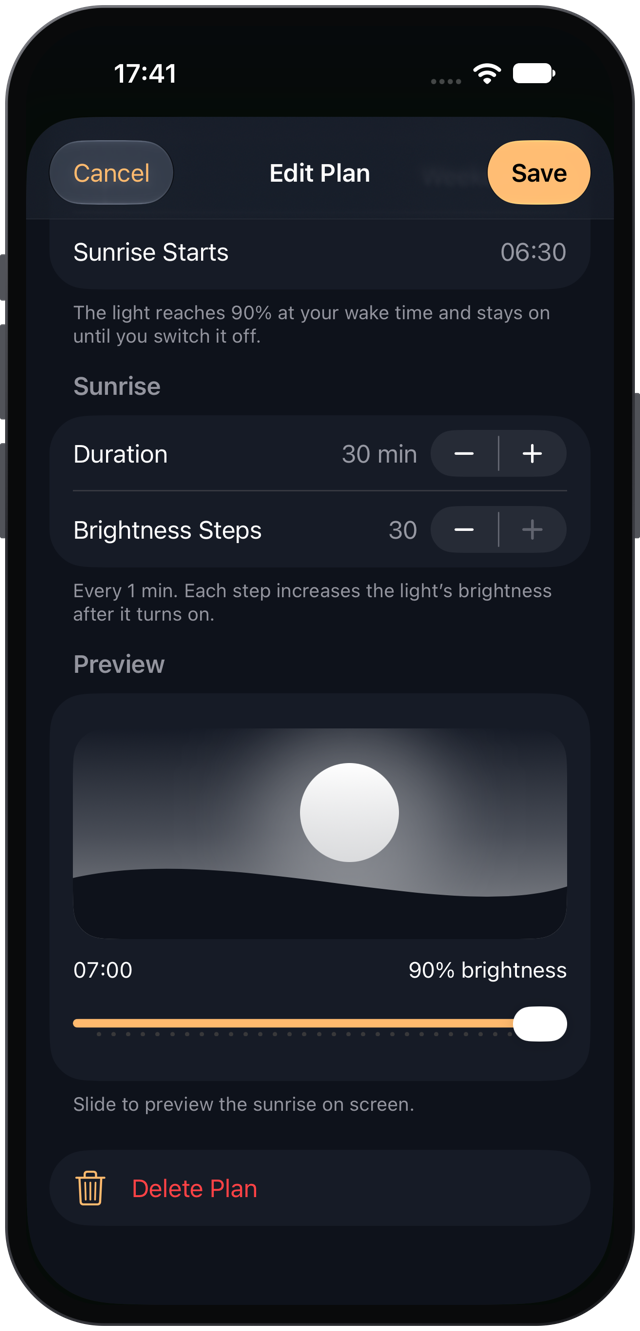 17:41
Cancel
Edit Plan
Save
Sunrise Starts
06:30
The light reaches 90% at your wake time and stays on
until you switch it off.
Sunrise
Duration
30 min
Brightness Steps
30
Every 1 min. Each step increases the light’s brightness
after it turns on.
Preview
07:00
90% brightness
Slide to preview the sunrise on screen.
Delete Plan